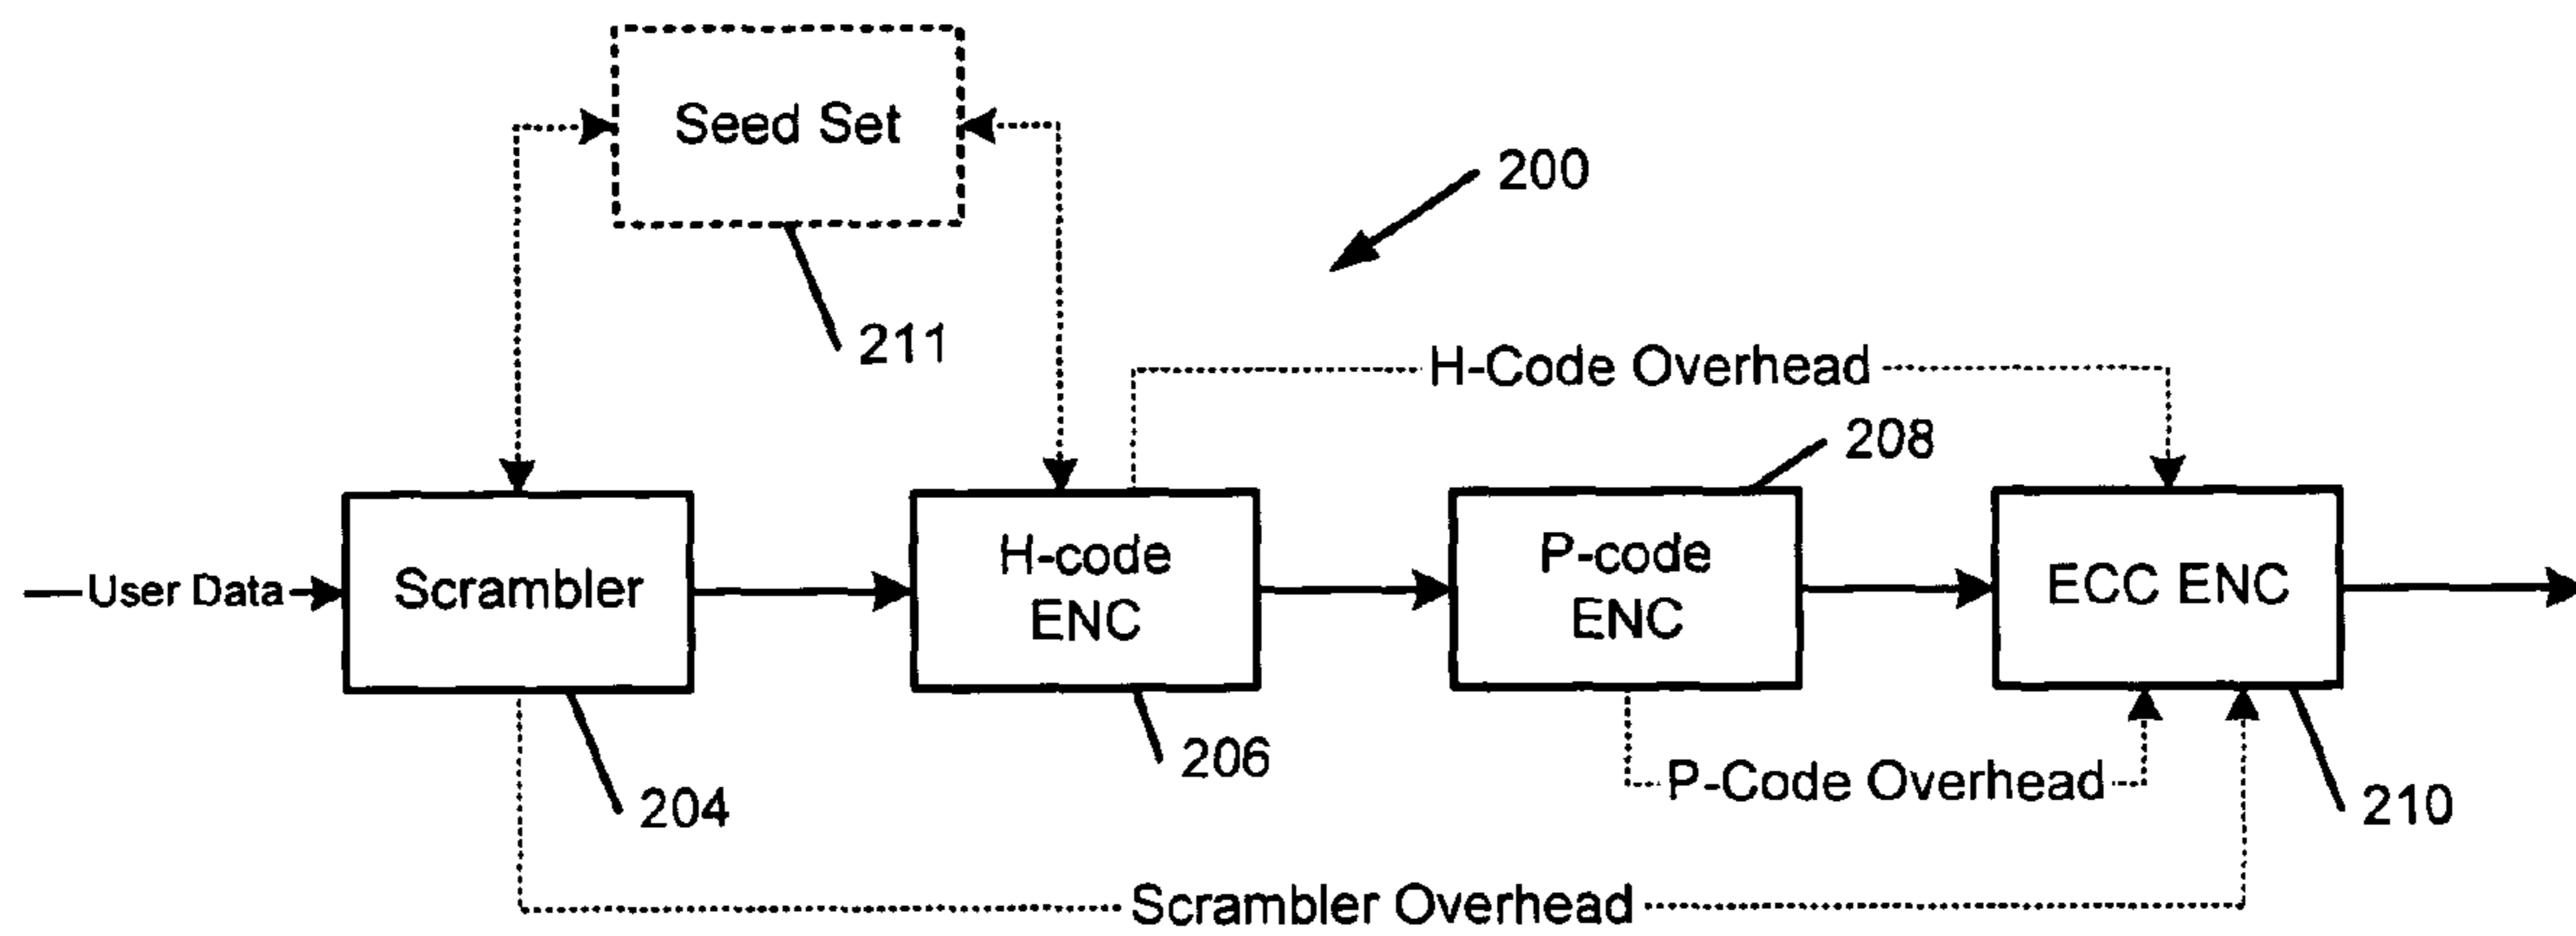 Seed Set
200
211
H-Code Overhead
208
User Data
Scrambler
H-code
ENC
P-code
ENC
ECC ENC
206
P-Code Overhead
204
210
Scrambler Overhead